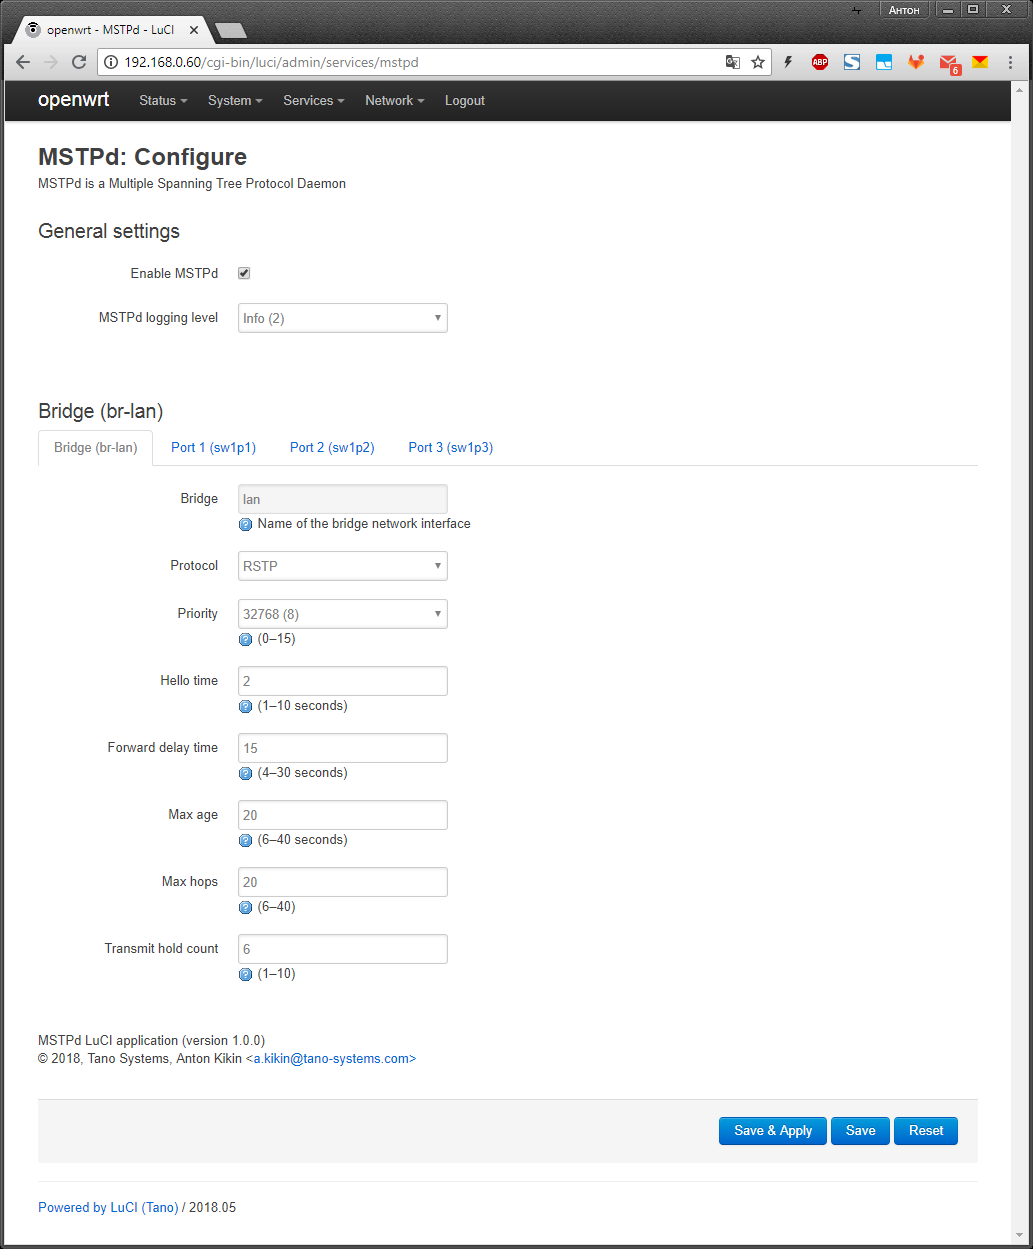 Антон
openwrt - MSTPd - LuCI
192.168.0.60/cgi-bin/luci/admin/services/mstpd
ABP
6
openwrt Status System Services Network Logout
MSTPd: Configure
MSTPd is a Multiple Spanning Tree Protocol Daemon
General settings
Enable MSTPd
MSTPd logging level Info (2)
Bridge (br-lan)
Bridge (br-lan) Port 1 (sw1p1) Port 2 (sw1p2) Port 3 (sw1p3)
Bridge lan
Name of the bridge network interface
Protocol RSTP
Priority 32768 (8)
(0–15)
Hello time 2
(1–10 seconds)
Forward delay time 15
(4–30 seconds)
Max age 20
(6–40 seconds)
Max hops 20
(6–40)
Transmit hold count 6
(1–10)
MSTPd LuCI application (version 1.0.0)
© 2018, Tano Systems, Anton Kikin <a.kikin@tano-systems.com>
Save & Apply Save Reset
Powered by LuCI (Tano) / 2018.05